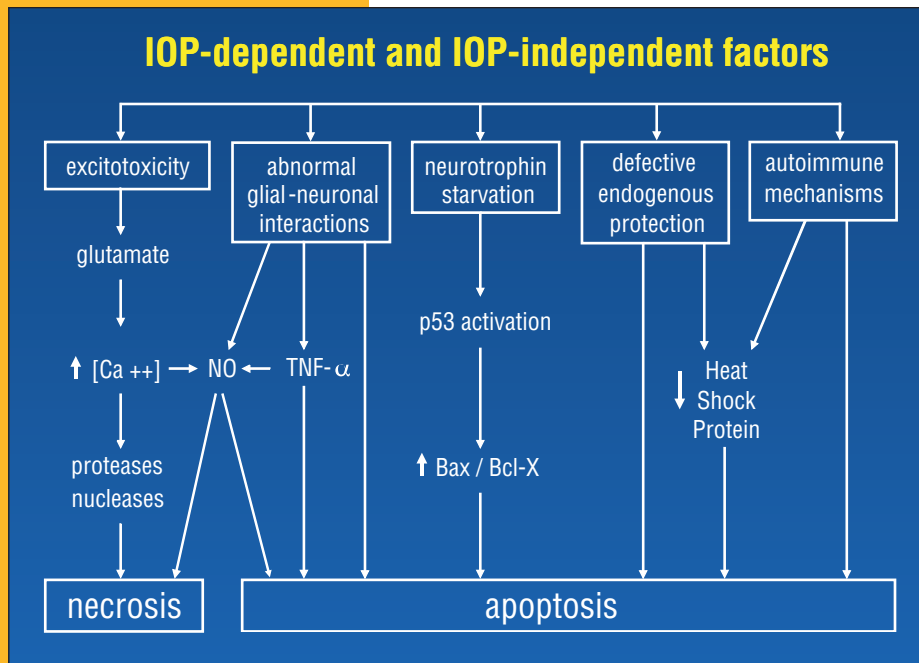 IOP-dependent and IOP-independent factors
excitotoxicity
abnormal
glial-neuronal
interactions
neurotrophin
starvation
defective
endogenous
protection
autoimmune
mechanisms
glutamate
p53 activation
[Ca ++]
NO
TNF-α
Heat
Shock
Protein
proteases
nucleases
Bax / Bcl-X
necrosis
apoptosis